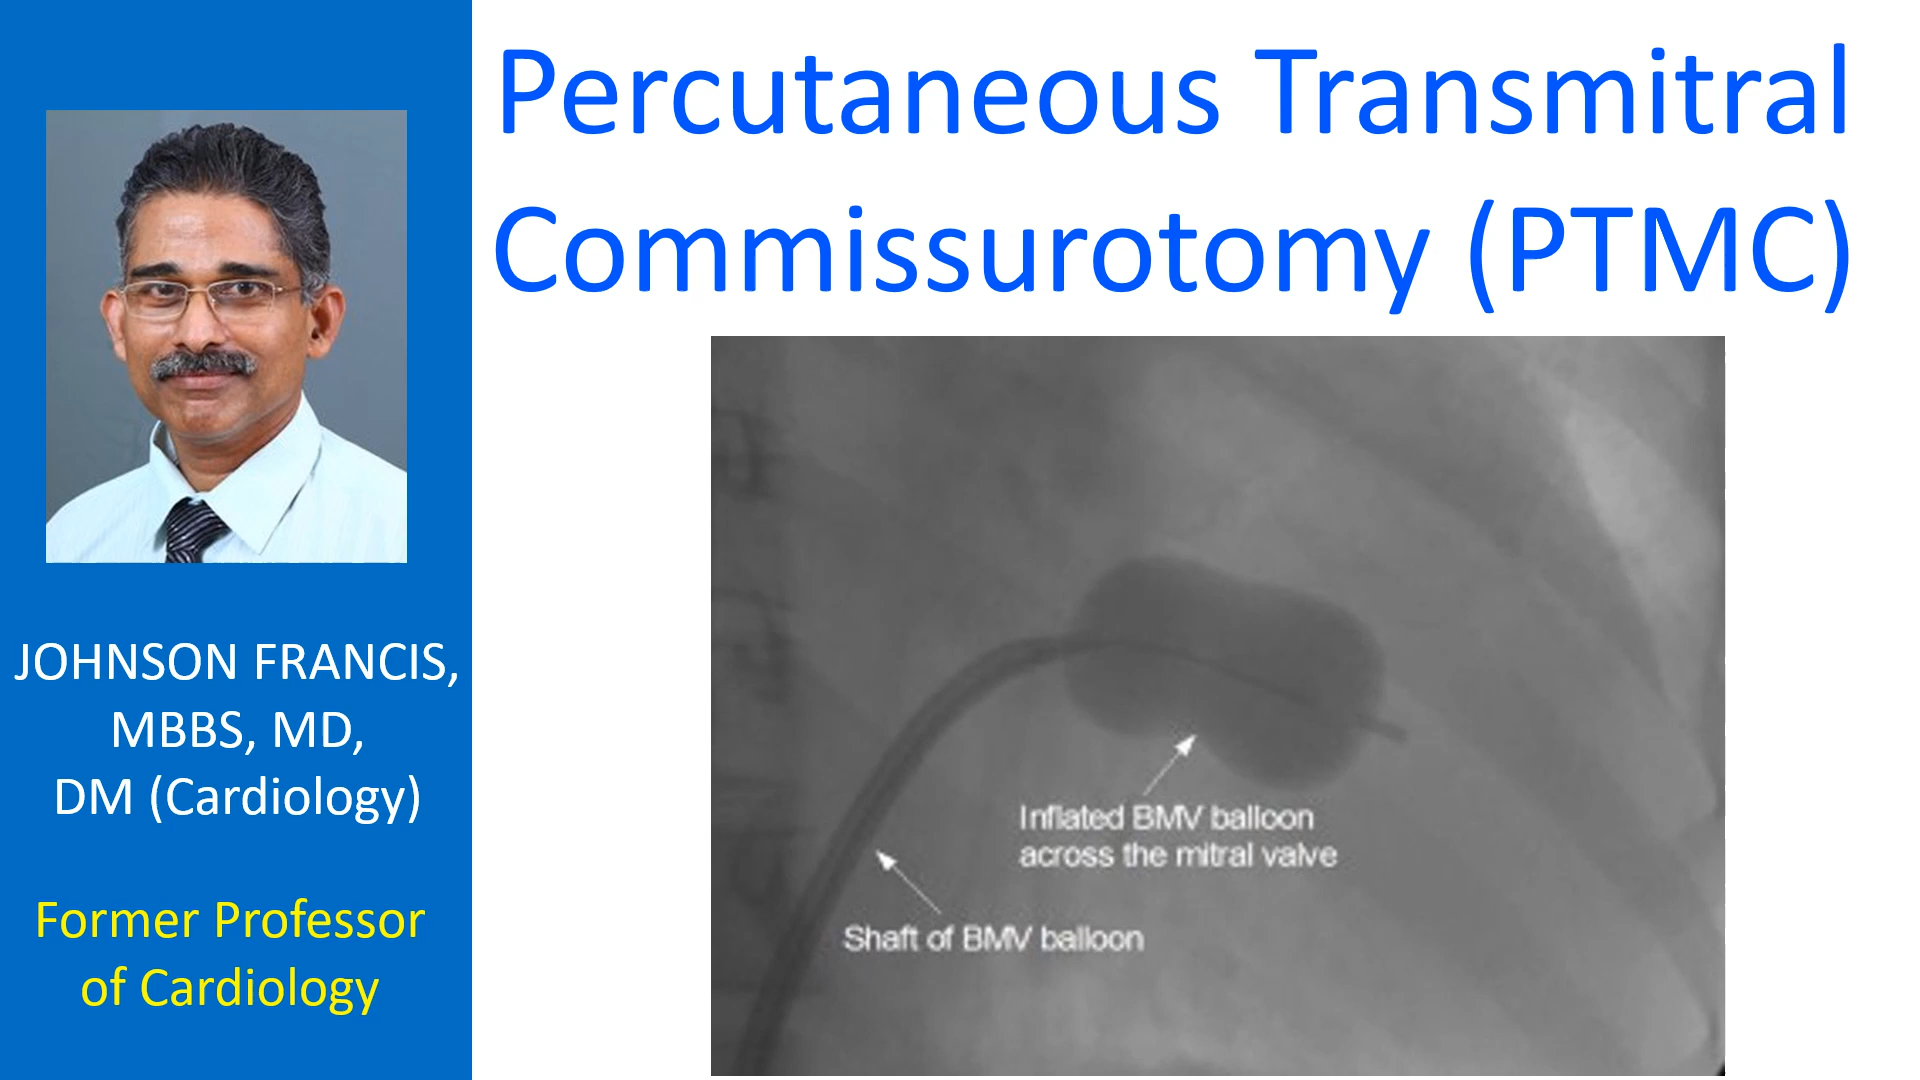 Percutaneous Transmitral
Commissurotomy (PTMC)
JOHNSON FRANCIS,
MBBS, MD,
DM (Cardiology)
Former Professor
of Cardiology
Inflated BMV balloon
across the mitral valve
Shaft of BMV balloon